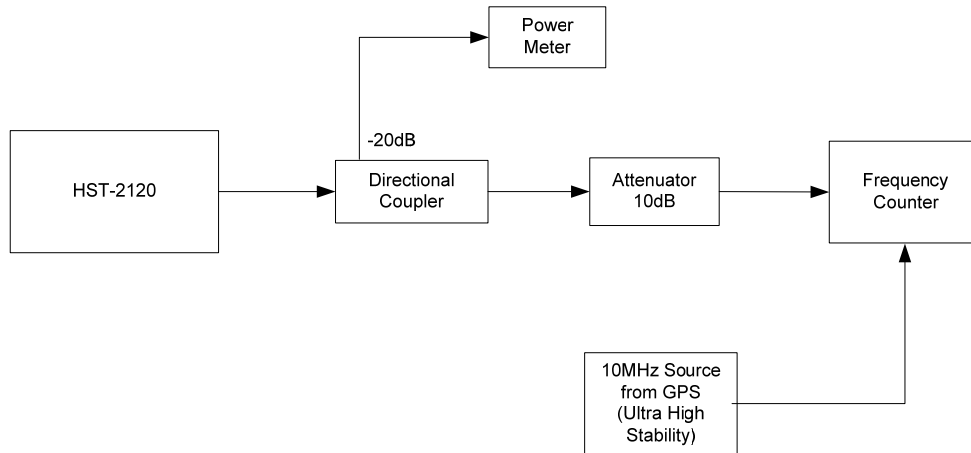 Power
Meter
-20dB
HST-2120
Directional
Coupler
Attenuator
10dB
Frequency
Counter
10MHz Source
from GPS
(Ultra High
Stability)